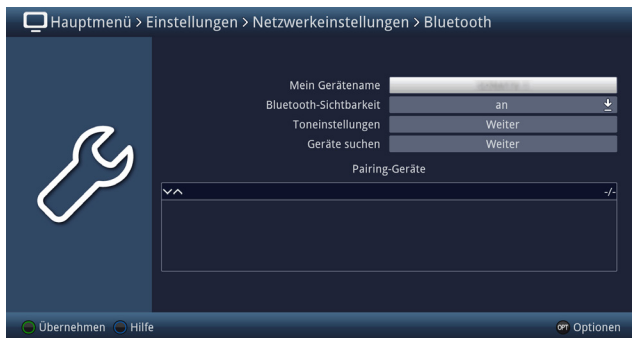 Hauptmenü > Einstellungen > Netzwerkeinstellungen > Bluetooth
Mein Gerätename
Bluetooth-Sichtbarkeit an
Toneinstellungen Weiter
Geräte suchen Weiter
Pairing-Geräte
-/-
Übernehmen Hilfe OPT Optionen